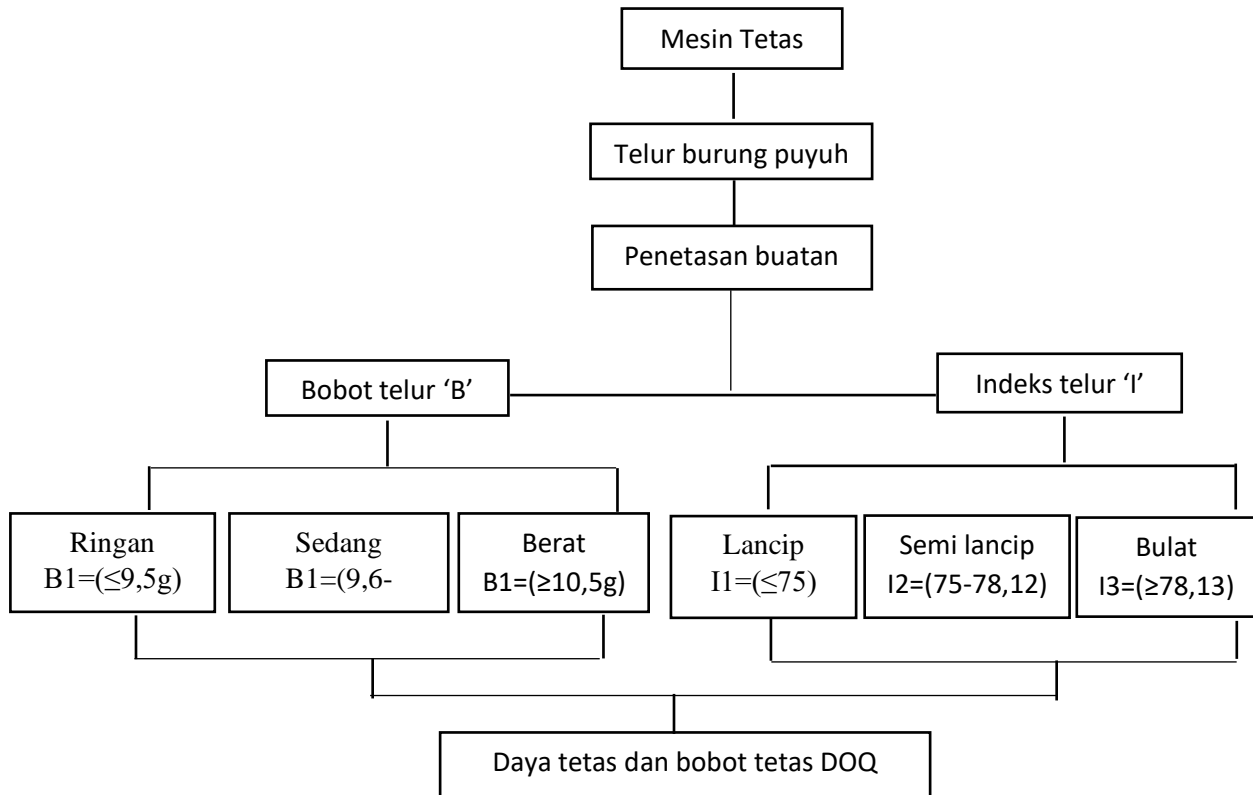 Mesin Tetas
Telur burung puyuh
Penetasan buatan
Bobot telur ‘B’
Indeks telur ‘I’
Ringan
B1=(≤9,5g)
Sedang
B1=(9,6-
Berat
B1=(≥10,5g)
Lancip
I1=(≤75)
Semi lancip
I2=(75-78,12)
Bulat
I3=(≥78,13)
Daya tetas dan bobot tetas DOQ